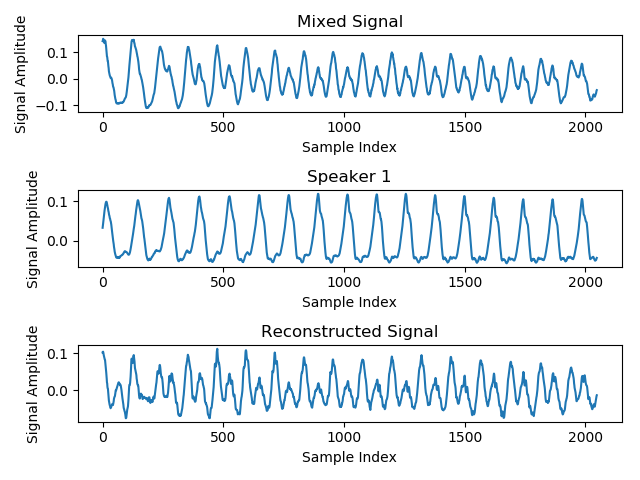 Mixed Signal
Signal Amplitude
0.1
0.0
−0.1
0 500 1000 1500 2000
Sample Index
Speaker 1
Signal Amplitude
0.1
0.0
0 500 1000 1500 2000
Sample Index
Reconstructed Signal
Signal Amplitude
0.1
0.0
0 500 1000 1500 2000
Sample Index